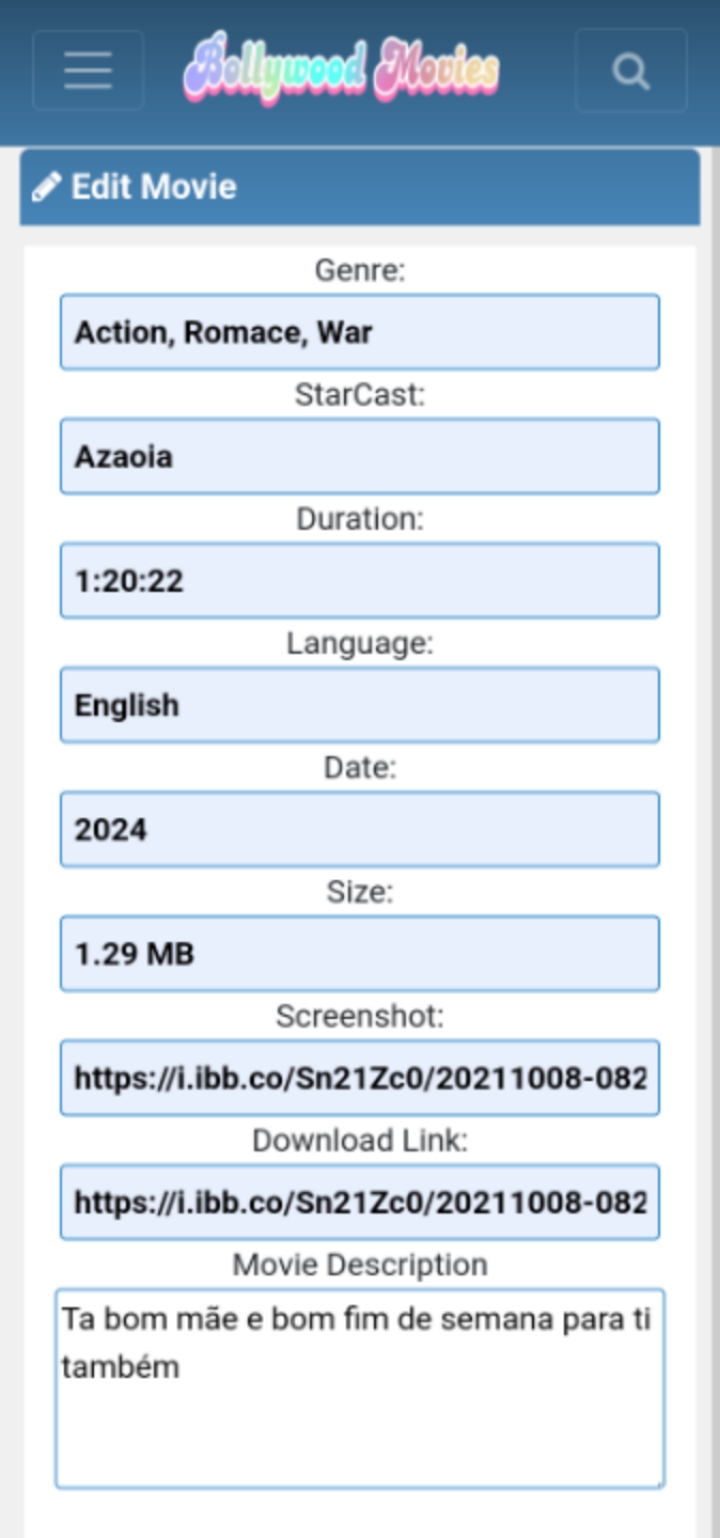 Bollywood Movies
Edit Movie
Genre:
Action, Romace, War
StarCast:
Azaoia
Duration:
1:20:22
Language:
English
Date:
2024
Size:
1.29 MB
Screenshot:
https://i.ibb.co/Sn21Zc0/20211008-082
Download Link:
https://i.ibb.co/Sn21Zc0/20211008-082
Movie Description
Ta bom mãe e bom fim de semana para ti
também